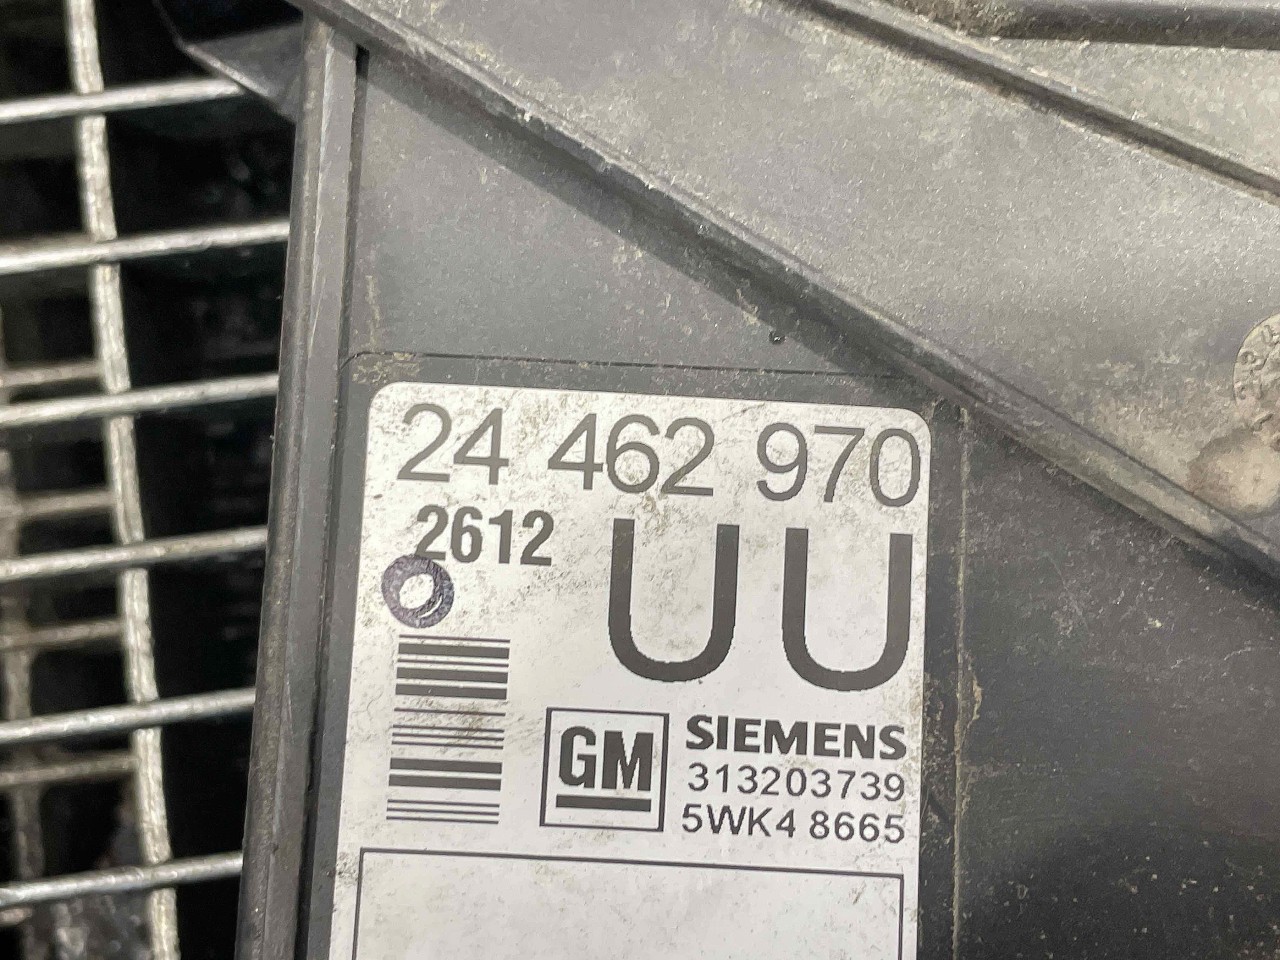 24 462 970
2612
UU
GM
SIEMENS
313203739
5WK4 8665